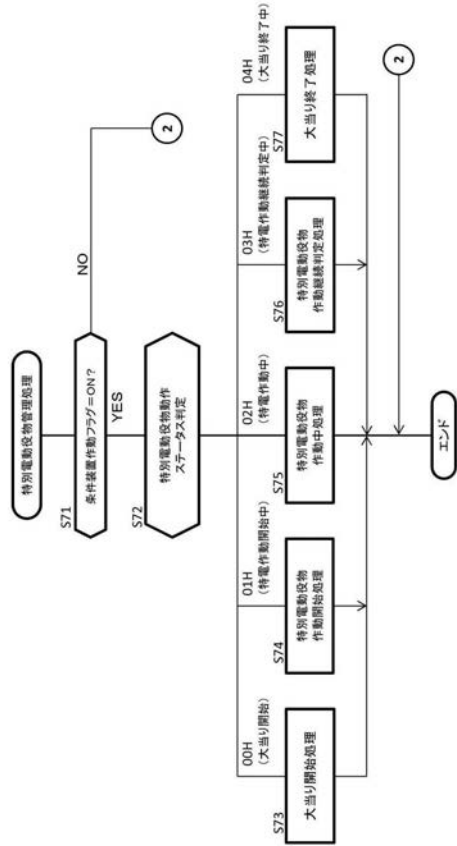 特別電動役物管理処理
S71
条件装置作動フラグ=ON?
NO
2
YES
S72
特別電動役物動作
ステータス判定
00H
(大当り開始)
S73
大当り開始処理
01H
(特電作動開始中)
S74
特別電動役物
作動開始処理
02H
(特電作動中)
S75
特別電動役物
作動中処理
03H
(特電作動継続判定中)
S76
特別電動役物
作動継続判定処理
04H
(大当り終了中)
S77
大当り終了処理
2
エンド